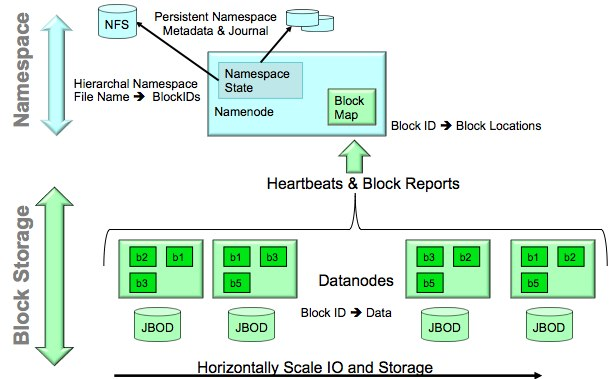 Namespace
NFS
Persistent Namespace
Metadata & Journal
Hierarchal Namespace
File Name ➔ BlockIDs
Namespace
State
Namenode
Block
Map
Block ID ➔ Block Locations
Heartbeats & Block Reports
Block Storage
b2 b1
b3
b1 b3
b5
Datanodes
b3 b2
b5
b1 b2
b5
Block ID ➔ Data
JBOD
JBOD
JBOD
JBOD
Horizontally Scale IO and Storage